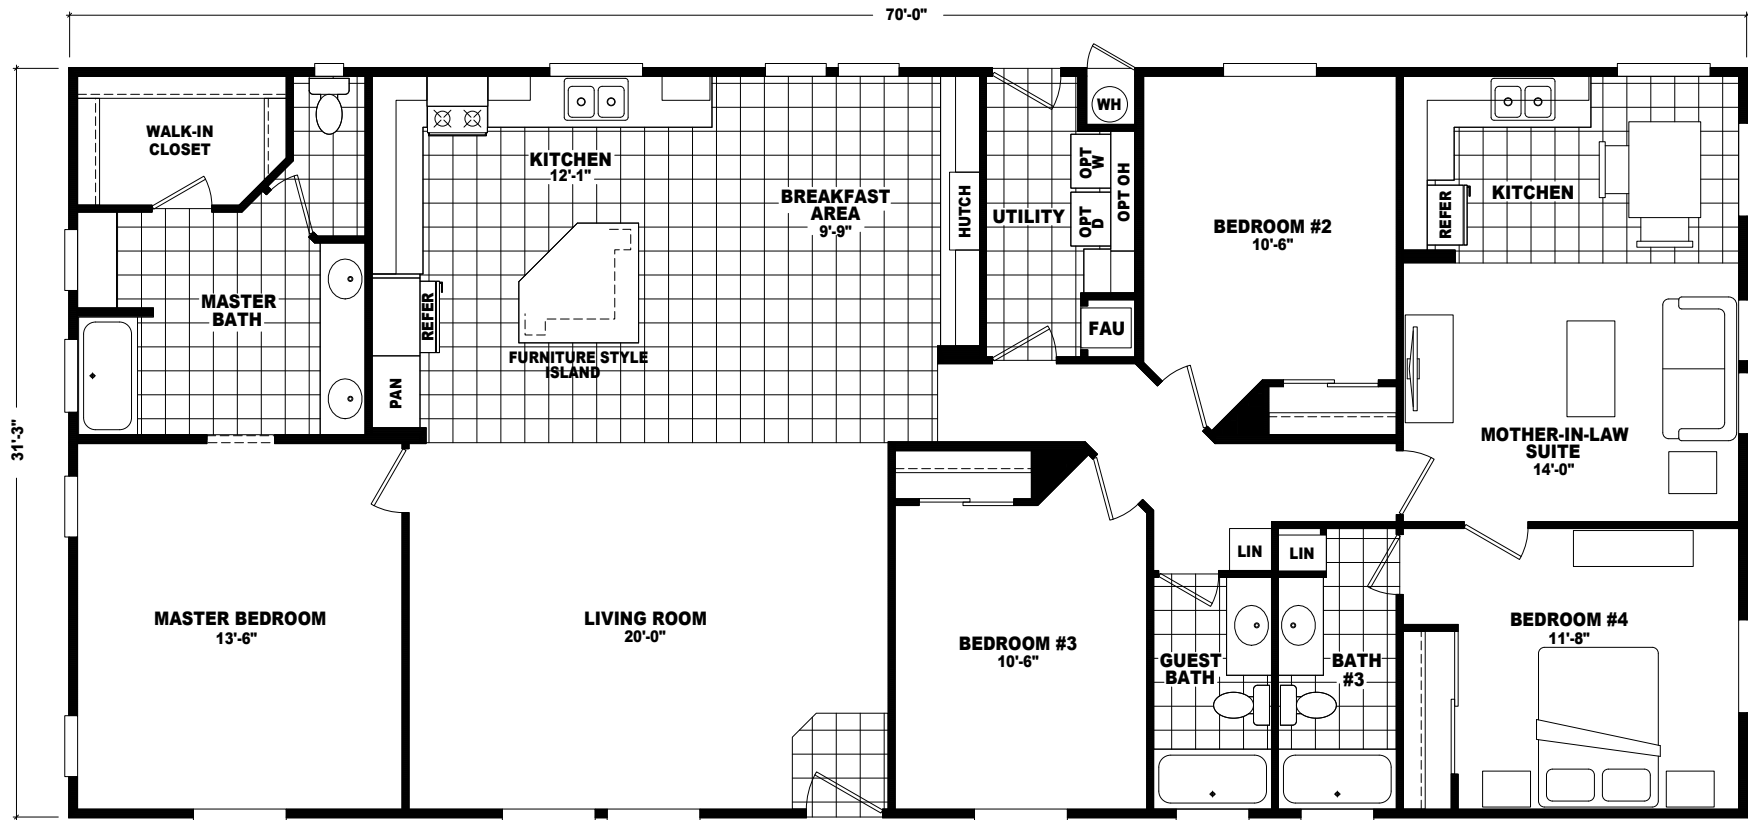 70'-0"
31'-3"
WALK-IN
CLOSET
KITCHEN
12'-1"
BREAKFAST
AREA
9'-9"
HUTCH
UTILITY
WH
OPT
W
OPT
D
OPT OH
FAU
BEDROOM #2
10'-6"
KITCHEN
REFER
MASTER
BATH
REFER
FURNITURE STYLE
ISLAND
PAN
MOTHER-IN-LAW
SUITE
14'-0"
MASTER BEDROOM
13'-6"
LIVING ROOM
20'-0"
BEDROOM #3
10'-6"
LIN
LIN
GUEST
BATH
BATH
#3
BEDROOM #4
11'-8"